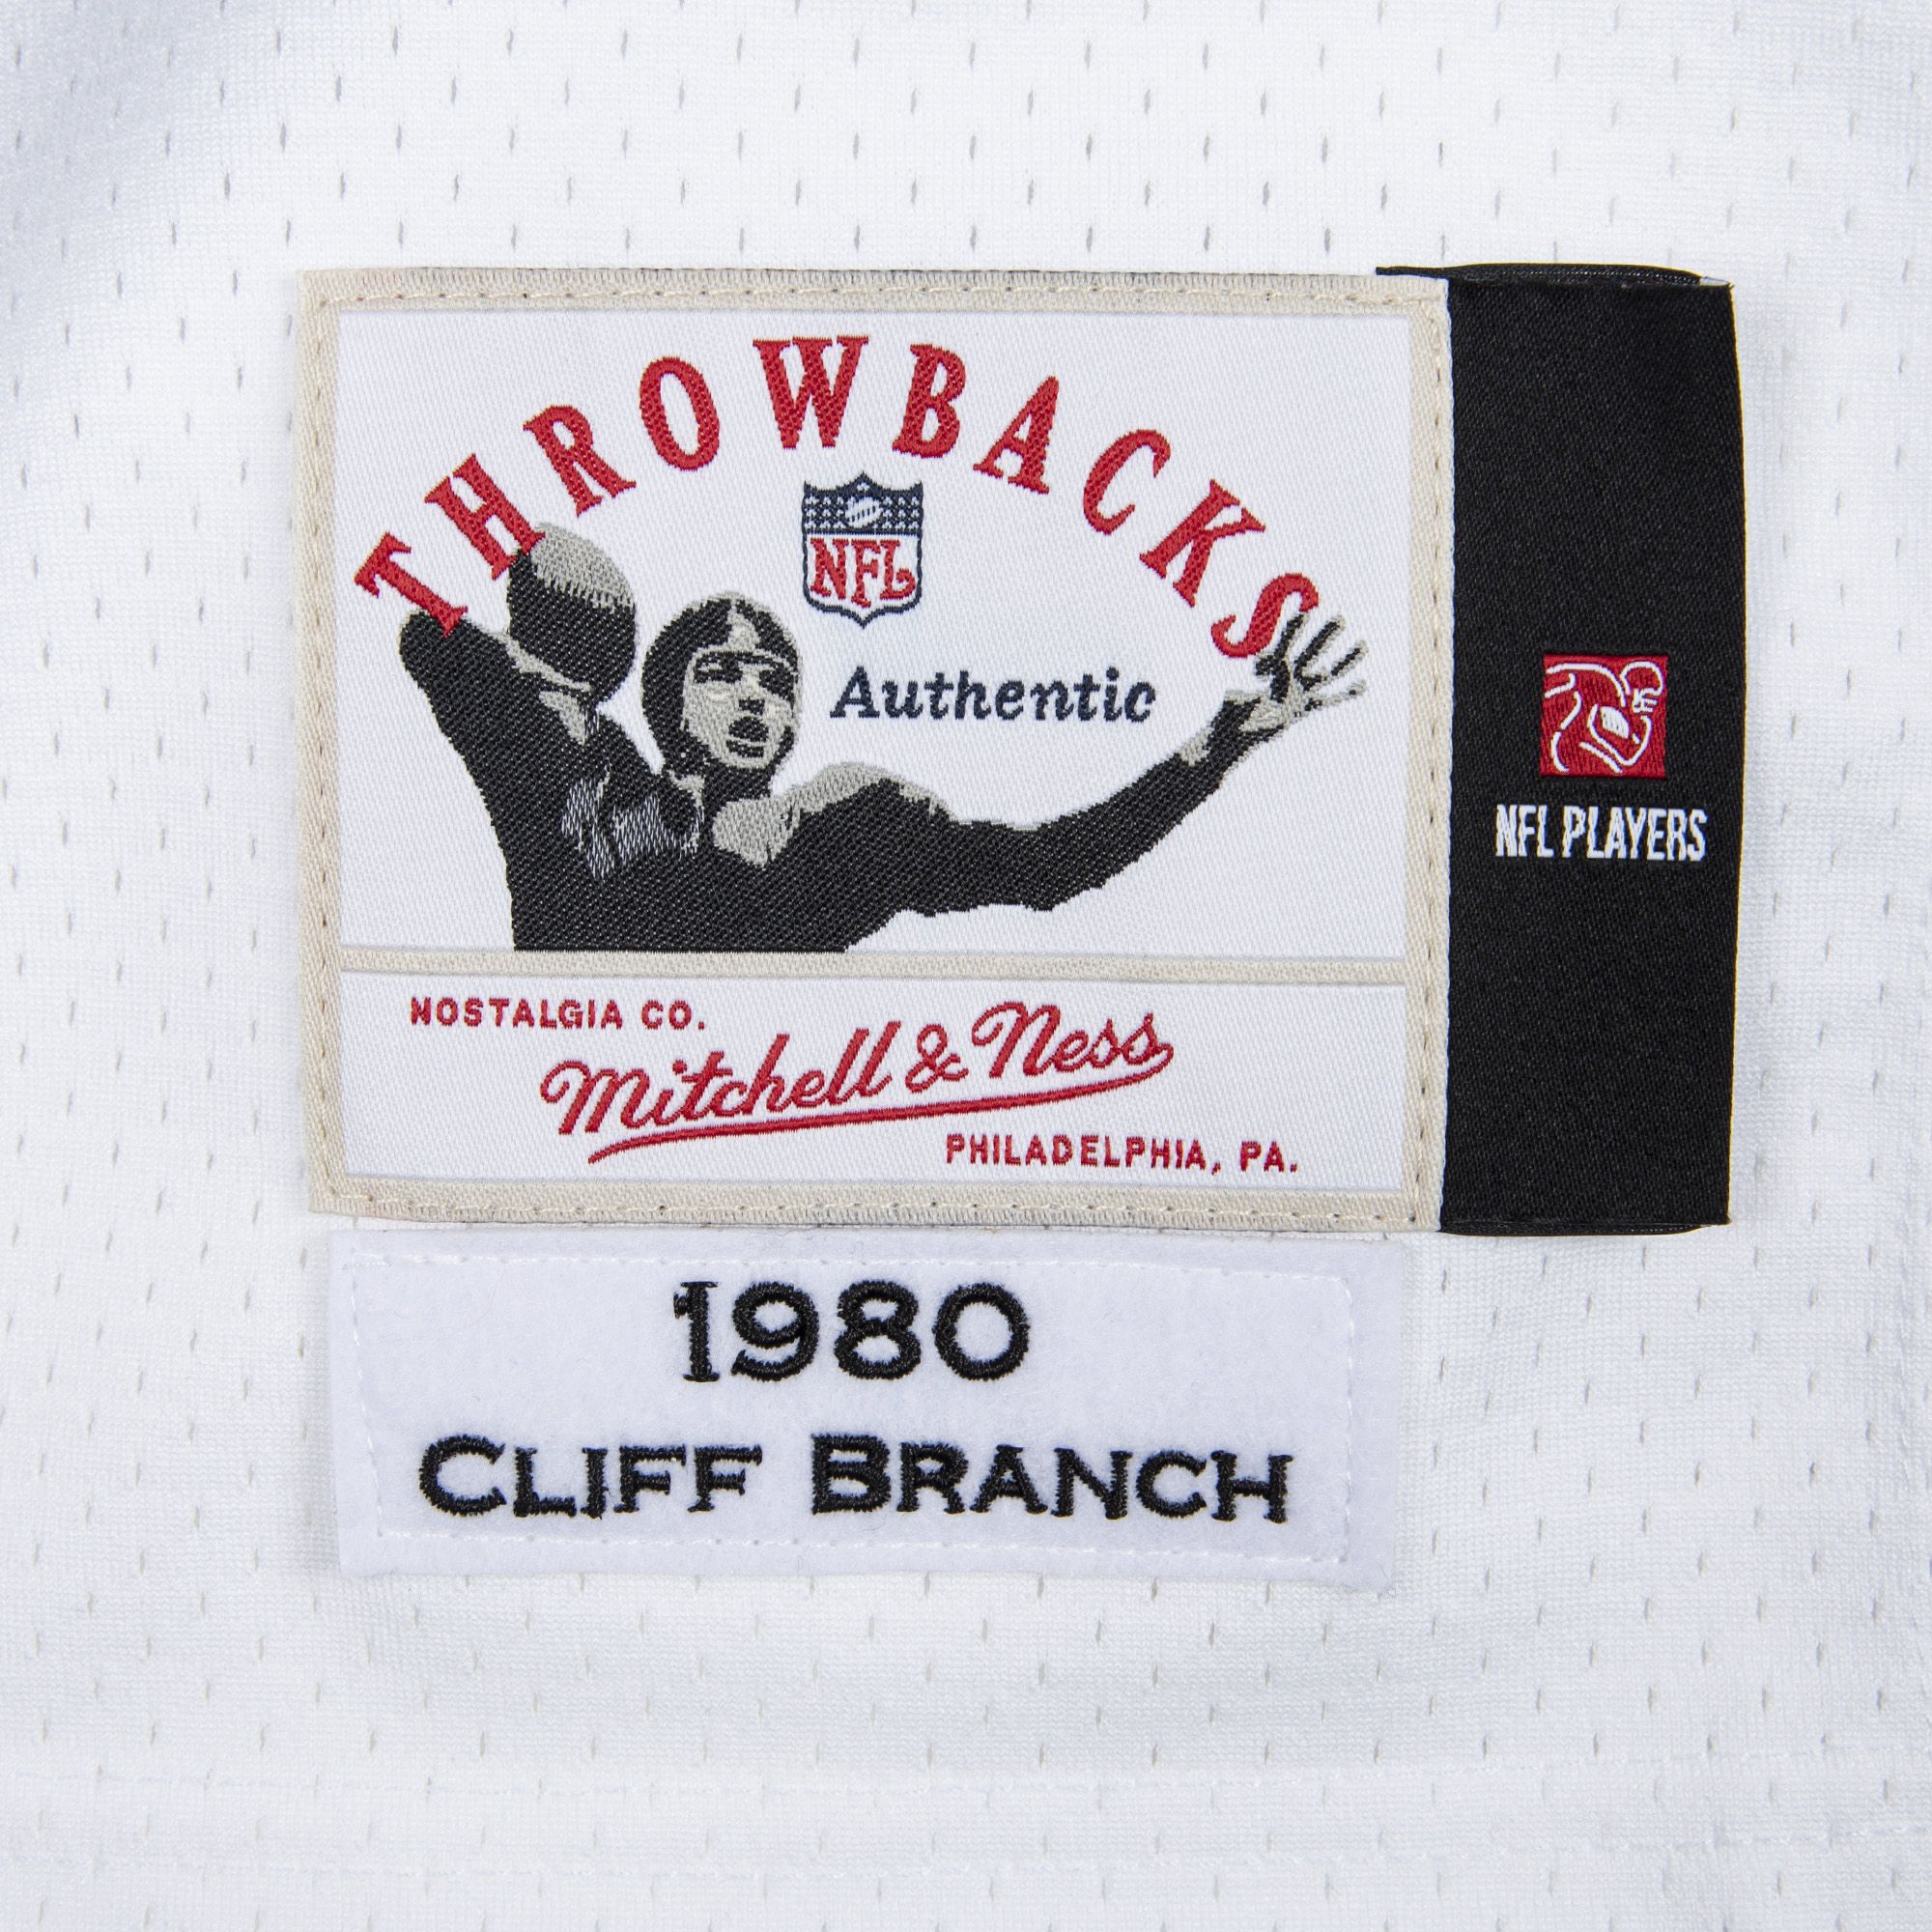 THROWBACKS
NFL
Authentic
NFL PLAYERS
NOSTALGIA CO.
Mitchell & Ness
PHILADELPHIA, PA.
1980
CLIFF BRANCH